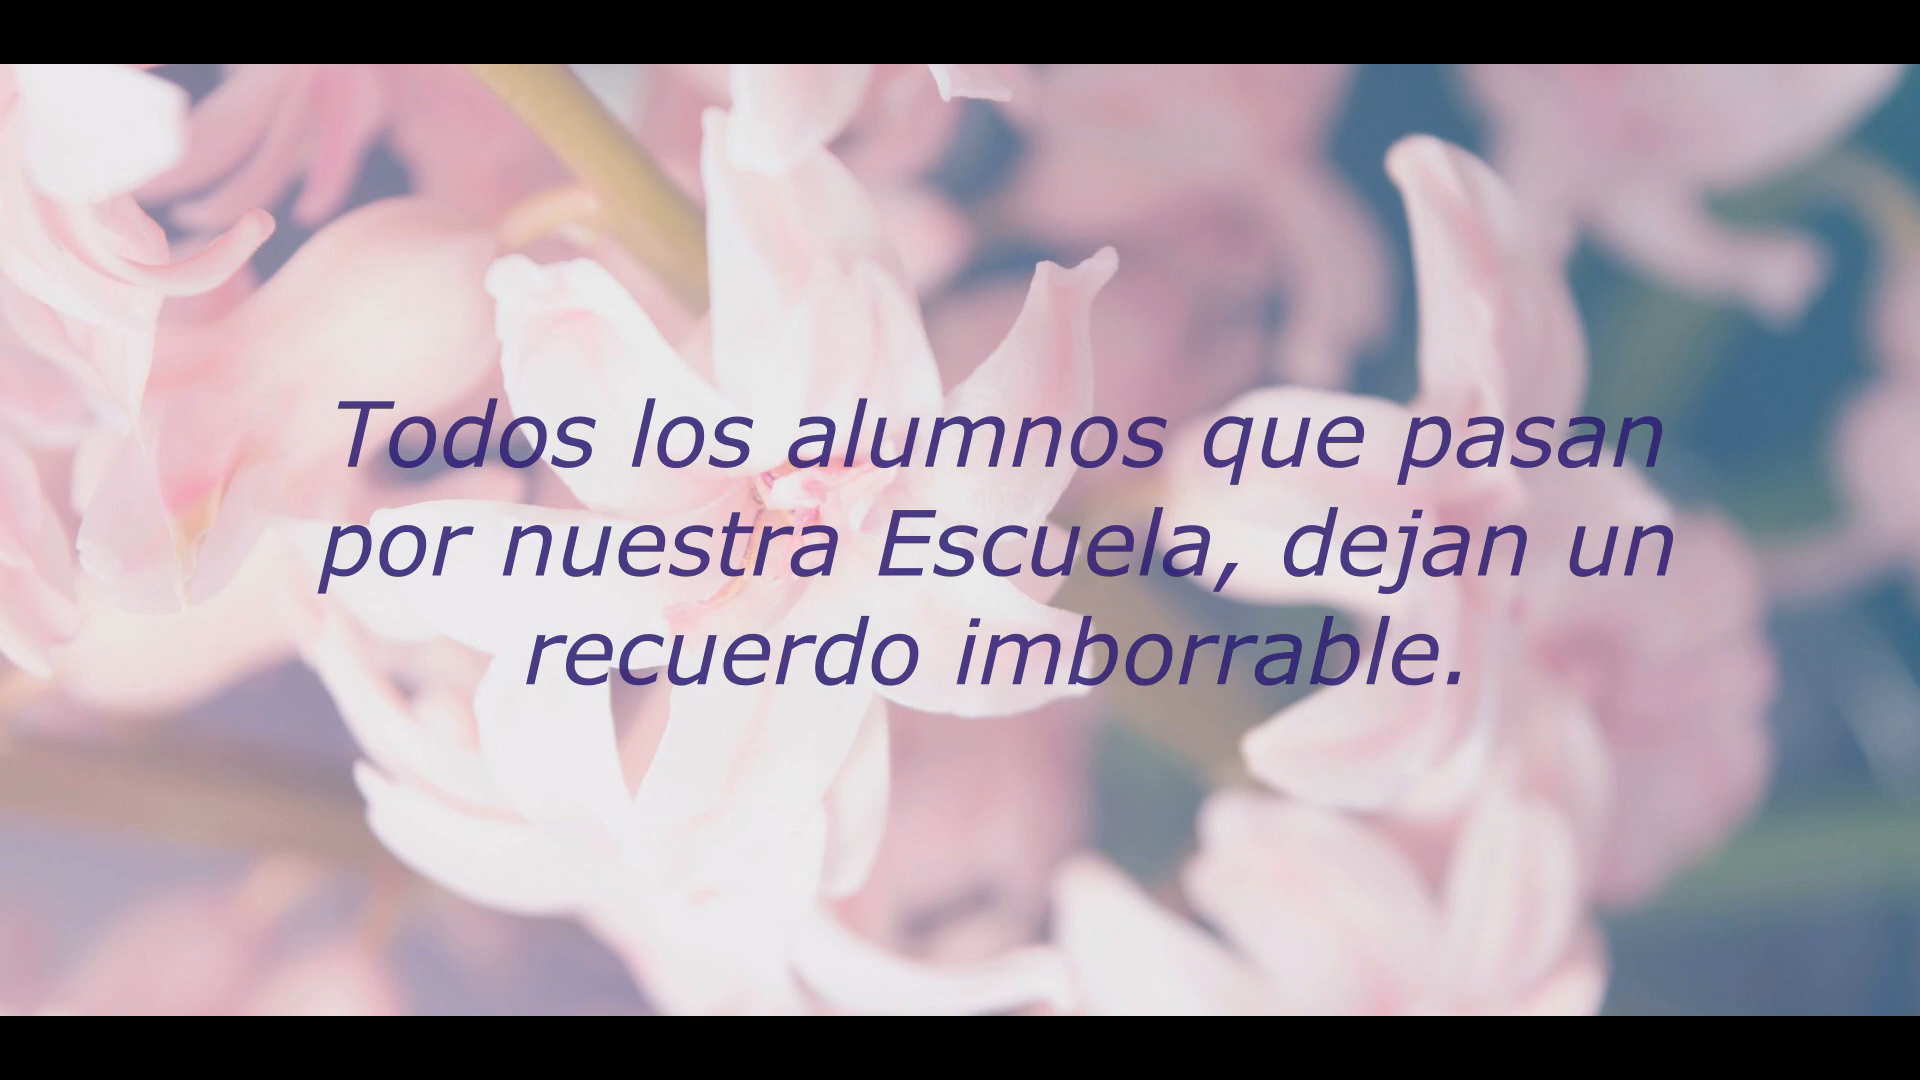 Todos los alumnos que pasan
por nuestra Escuela, dejan un
recuerdo imborrable.